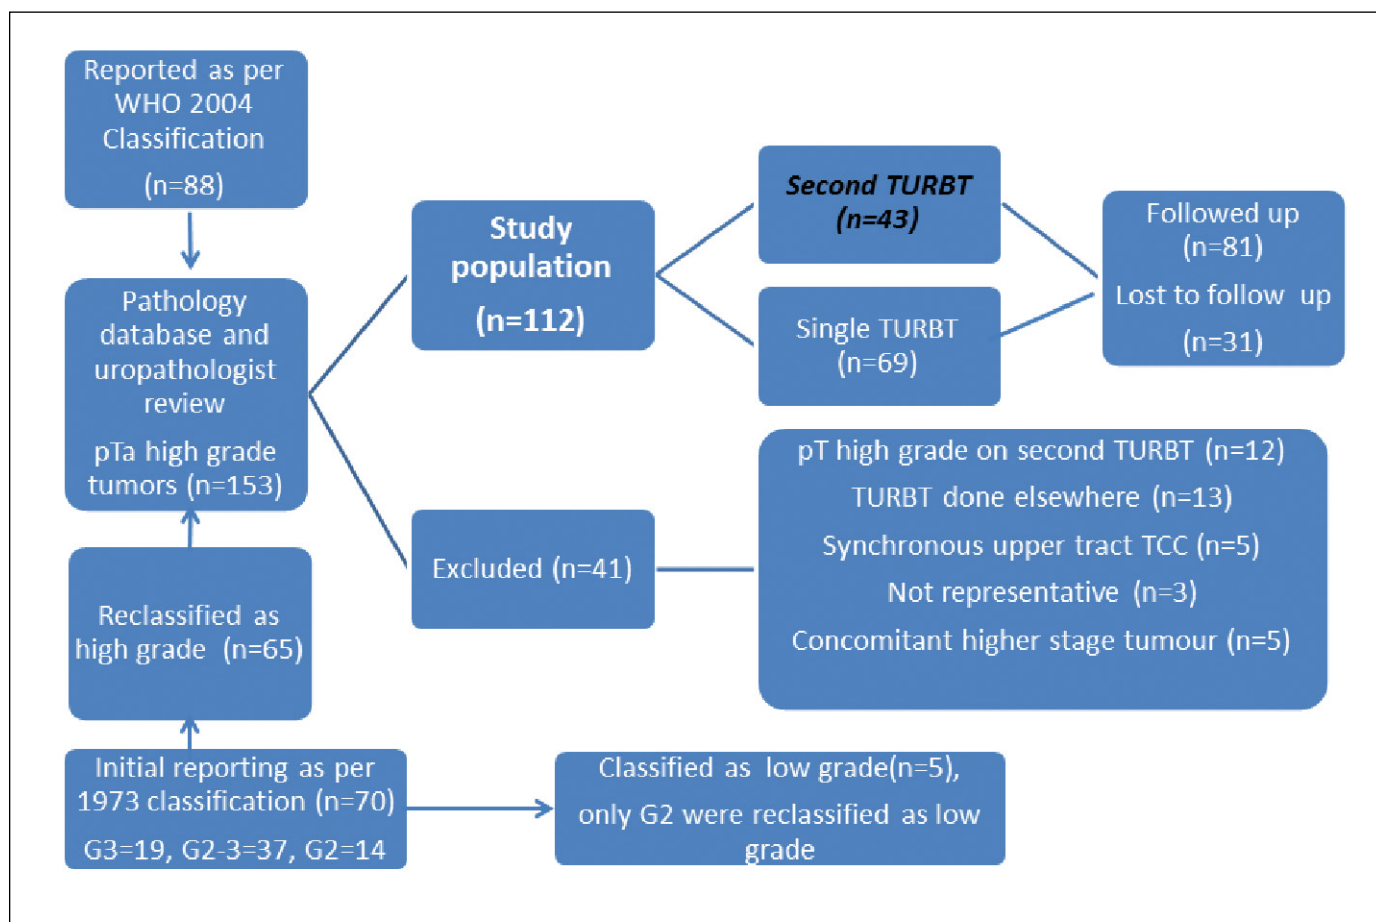 Reported as per
WHO 2004
Classification
(n=88)
Pathology
database and
uropathologist
review
pTa high grade
tumors (n=153)
Reclassified as
high grade (n=65)
Initial reporting as per
1973 classification (n=70)
G3=19, G2-3=37, G2=14
Study
population
(n=112)
Excluded (n=41)
Second TURBT
(n=43)
Single TURBT
(n=69)
Followed up
(n=81)
Lost to follow up
(n=31)
pT high grade on second TURBT (n=12)
TURBT done elsewhere (n=13)
Synchronous upper tract TCC (n=5)
Not representative (n=3)
Concomitant higher stage tumour (n=5)
Classified as low grade(n=5),
only G2 were reclassified as low
grade